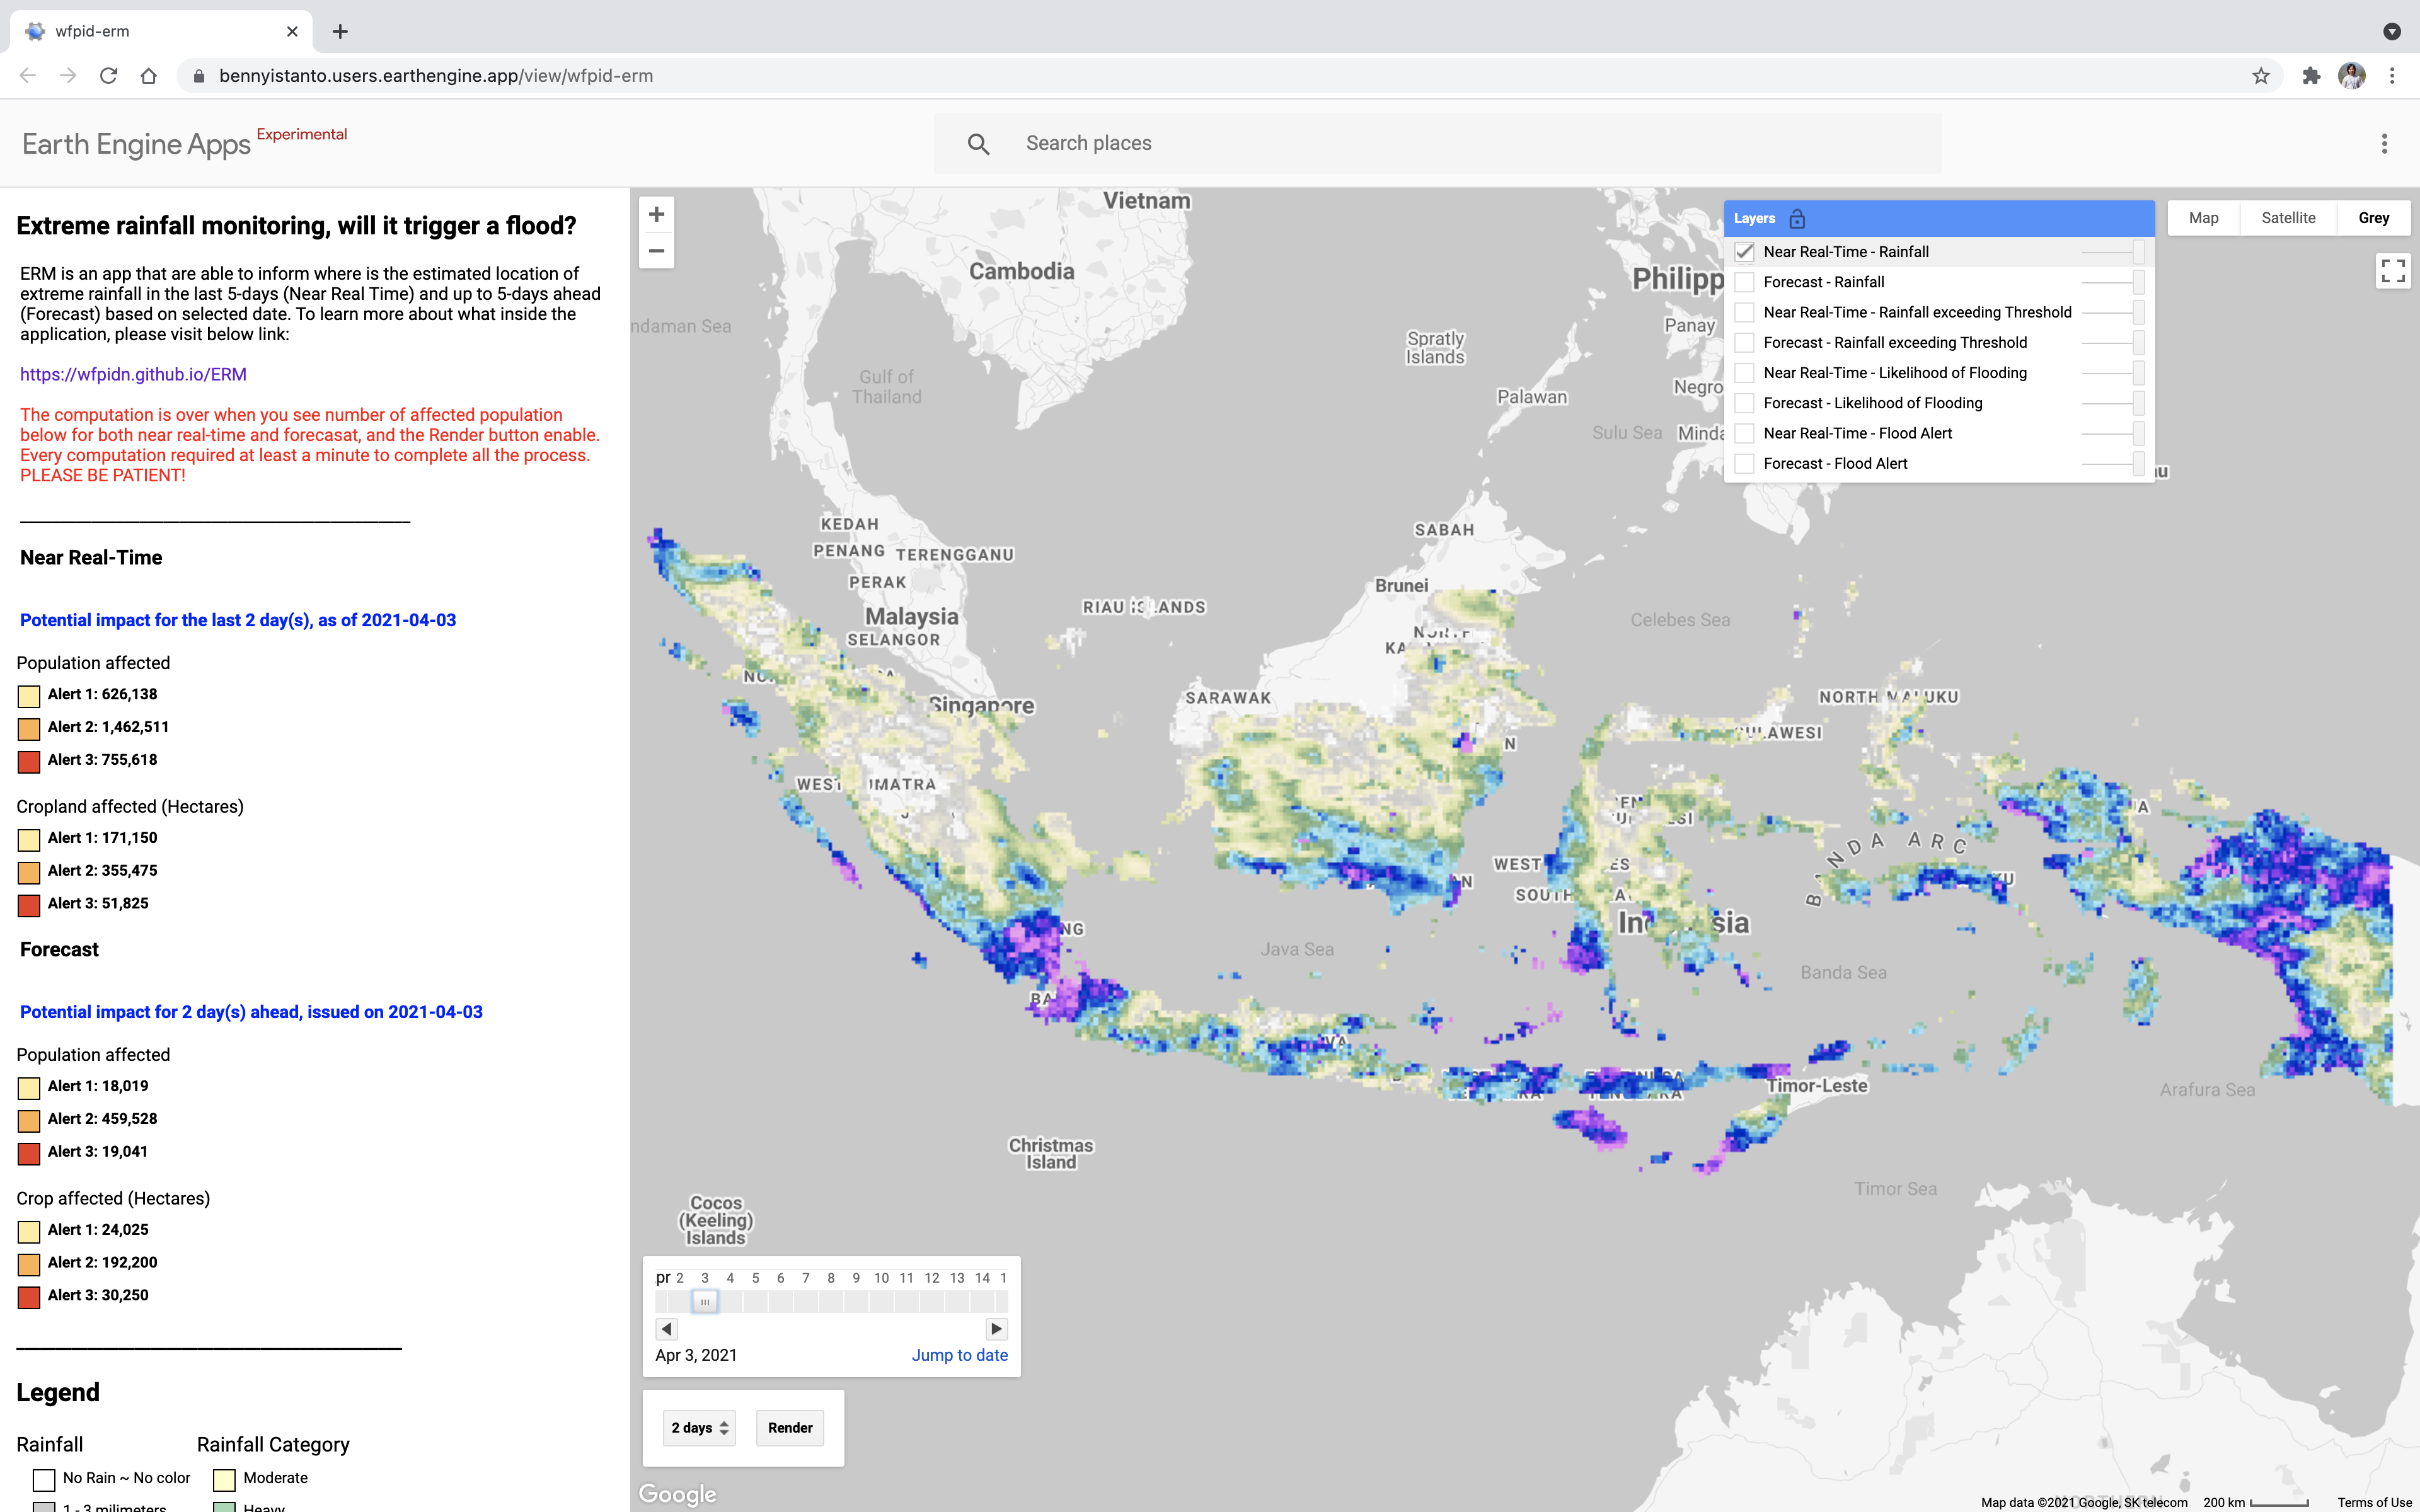 wfpid-erm
bennyistanto.users.earthengine.app/view/wfpid-erm
Earth Engine Apps Experimental
Search places
Extreme rainfall monitoring, will it trigger a flood?
ERM is an app that are able to inform where is the estimated location of
extreme rainfall in the last 5-days (Near Real Time) and up to 5-days ahead
(Forecast) based on selected date. To learn more about what inside the
application, please visit below link:
https://wfpidn.github.io/ERM
The computation is over when you see number of affected population
below for both near real-time and forecasat, and the Render button enable.
Every computation required at least a minute to complete all the process.
PLEASE BE PATIENT!
Near Real-Time
Potential impact for the last 2 day(s), as of 2021-04-03
Population affected
Alert 1: 626,138
Alert 2: 1,462,511
Alert 3: 755,618
Cropland affected (Hectares)
Alert 1: 171,150
Alert 2: 355,475
Alert 3: 51,825
Forecast
Potential impact for 2 day(s) ahead, issued on 2021-04-03
Population affected
Alert 1: 18,019
Alert 2: 459,528
Alert 3: 19,041
Crop affected (Hectares)
Alert 1: 24,025
Alert 2: 192,200
Alert 3: 30,250
Legend
Rainfall
Rainfall Category
No Rain ~ No color
Moderate
1 - 3 milimeters
Heavy
Layers
Near Real-Time - Rainfall
Forecast - Rainfall
Near Real-Time - Rainfall exceeding Threshold
Forecast - Rainfall exceeding Threshold
Near Real-Time - Likelihood of Flooding
Forecast - Likelihood of Flooding
Near Real-Time - Flood Alert
Forecast - Flood Alert
Map
Satellite
Grey
Vietnam
Cambodia
Philipp
ndaman Sea
Gulf of
Thailand
Spratly
Islands
Panay
Negro
Palawan
Sulu Sea
Minda
KEDAH
PENANG
TERENGGANU
PERAK
Malaysia
SELANGOR
SABAH
Brunei
RIAU ISLANDS
Celebes Sea
SARAWAK
Singapore
NORTH MALUKU
BANDA ARC
WEST
SOUTH
Java Sea
Banda Sea
Timor-Leste
Arafura Sea
Christmas
Island
Timor Sea
Cocos
(Keeling)
Islands
pr 2 3 4 5 6 7 8 9 10 11 12 13 14 1
Apr 3, 2021
Jump to date
2 days
Render
Google
Map data ©2021 Google, SK telecom
200 km
Terms of Use